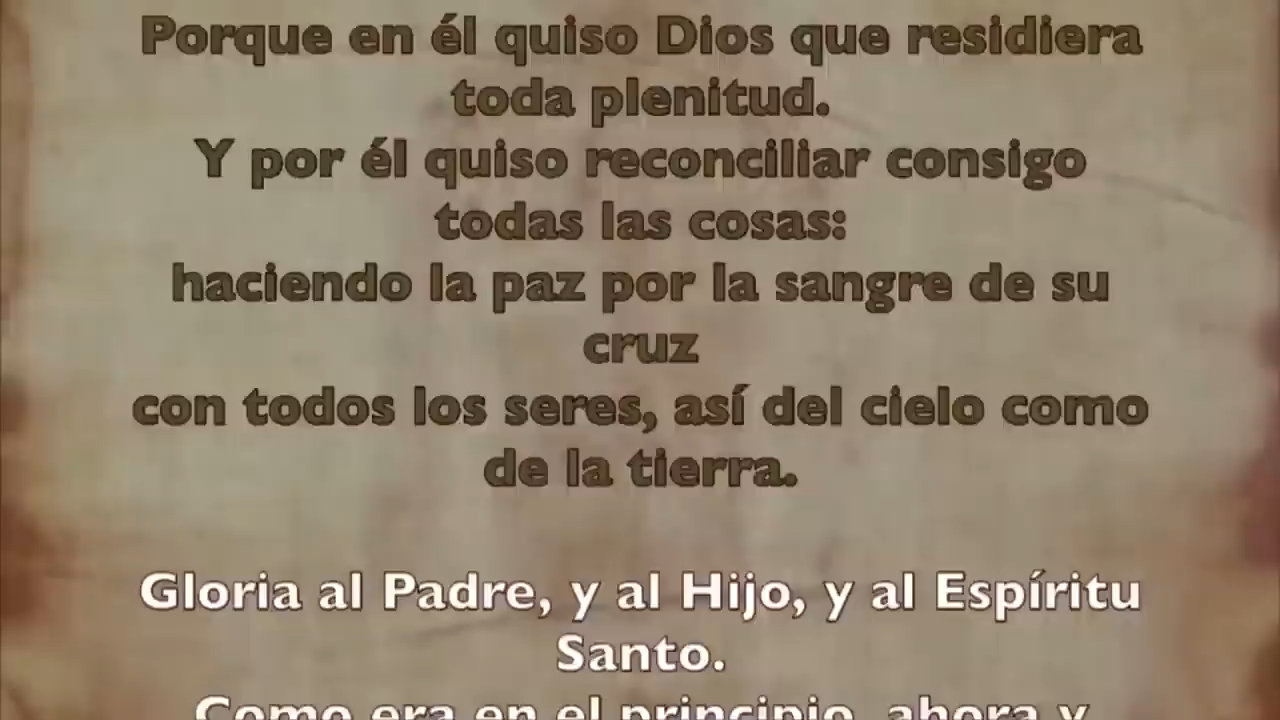 Porque en él quiso Dios que residiera
toda plenitud.
Y por él quiso reconciliar consigo
todas las cosas:
haciendo la paz por la sangre de su
cruz
con todos los seres, así del cielo como
de la tierra.
Gloria al Padre, y al Hijo, y al Espíritu
Santo.
Como era en el principio, ahora y